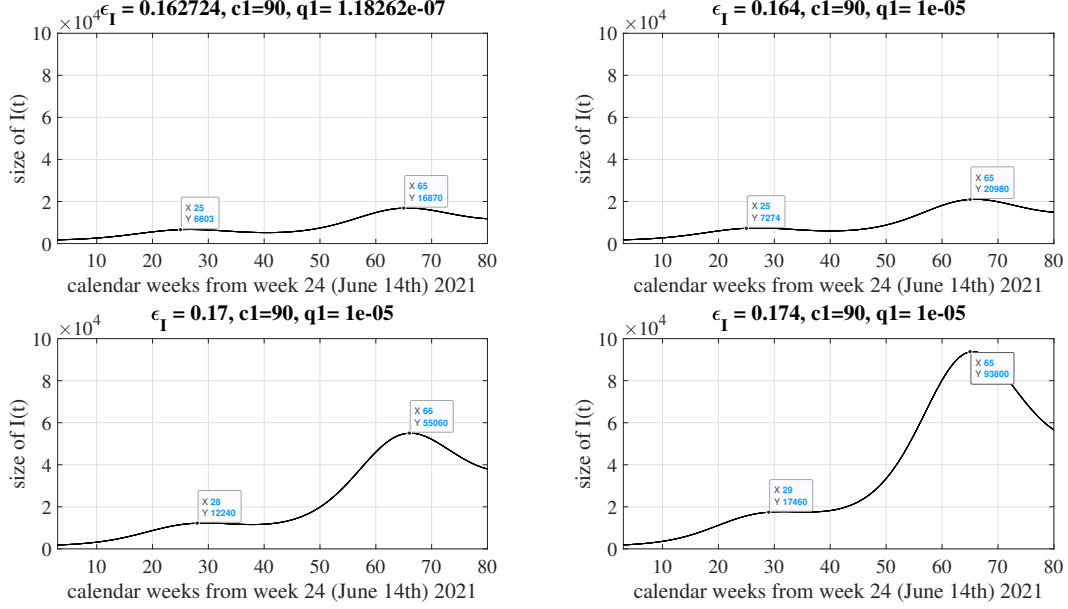 ϵ_I = 0.162724, c1=90, q1= 1.18262e-07
×10^4
10
8
6
4
2
0
size of I(t)
X 25
Y 6603
X 65
Y 16870
10 20 30 40 50 60 70 80
calendar weeks from week 24 (June 14th) 2021
ϵ_I = 0.164, c1=90, q1= 1e-05
×10^4
10
8
6
4
2
0
size of I(t)
X 25
Y 7274
X 65
Y 20980
10 20 30 40 50 60 70 80
calendar weeks from week 24 (June 14th) 2021
ϵ_I = 0.17, c1=90, q1= 1e-05
×10^4
10
8
6
4
2
0
size of I(t)
X 28
Y 12240
X 66
Y 55060
10 20 30 40 50 60 70 80
calendar weeks from week 24 (June 14th) 2021
ϵ_I = 0.174, c1=90, q1= 1e-05
×10^4
10
8
6
4
2
0
size of I(t)
X 29
Y 17460
X 65
Y 93800
10 20 30 40 50 60 70 80
calendar weeks from week 24 (June 14th) 2021